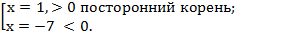 x = 1, > 0 посторонний корень;
x = −7 < 0.